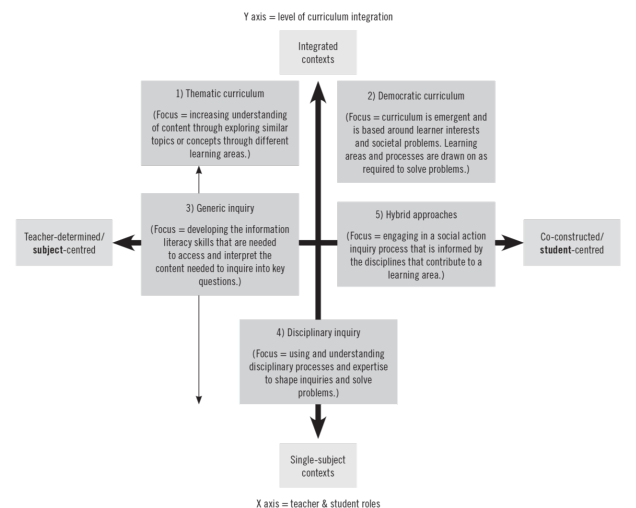 Y axis = level of curriculum integration
Integrated
contexts
1) Thematic curriculum
(Focus = increasing understanding
of content through exploring similar
topics or concepts through different
learning areas.)
2) Democratic curriculum
(Focus = curriculum is emergent and
is based around learner interests
and societal problems. Learning
areas and processes are drawn on as
required to solve problems.)
Teacher-determined/
subject-centred
3) Generic inquiry
(Focus = developing the information
literacy skills that are needed
to access and interpret the
content needed to inquire into key
questions.)
5) Hybrid approaches
(Focus = engaging in a social action
inquiry process that is informed by
the disciplines that contribute to a
learning area.)
Co-constructed/
student-centred
4) Disciplinary inquiry
(Focus = using and understanding
disciplinary processes and expertise
to shape inquiries and solve
problems.)
Single-subject
contexts
X axis = teacher & student roles